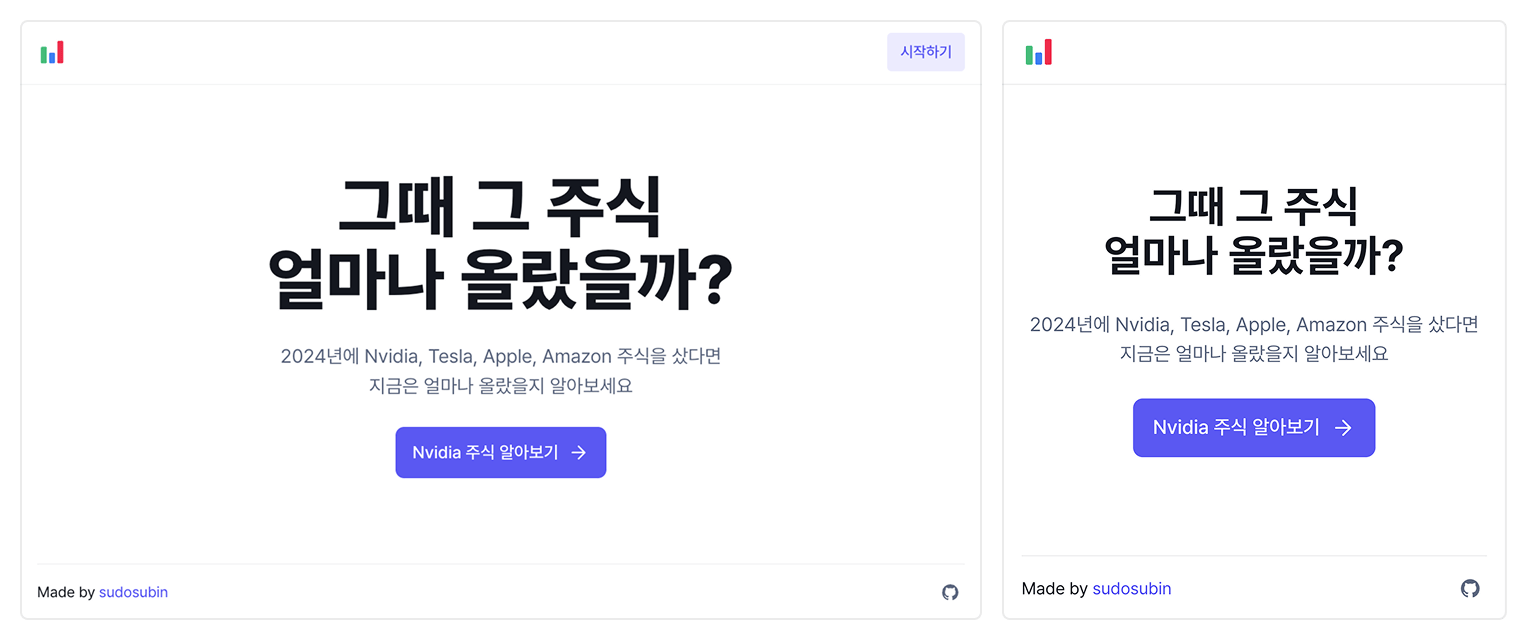 시작하기
그때 그 주식
얼마나 올랐을까?
2024년에 Nvidia, Tesla, Apple, Amazon 주식을 샀다면
지금은 얼마나 올랐을지 알아보세요
Nvidia 주식 알아보기 →
Made by sudosubin
그때 그 주식
얼마나 올랐을까?
2024년에 Nvidia, Tesla, Apple, Amazon 주식을 샀다면
지금은 얼마나 올랐을지 알아보세요
Nvidia 주식 알아보기 →
Made by sudosubin